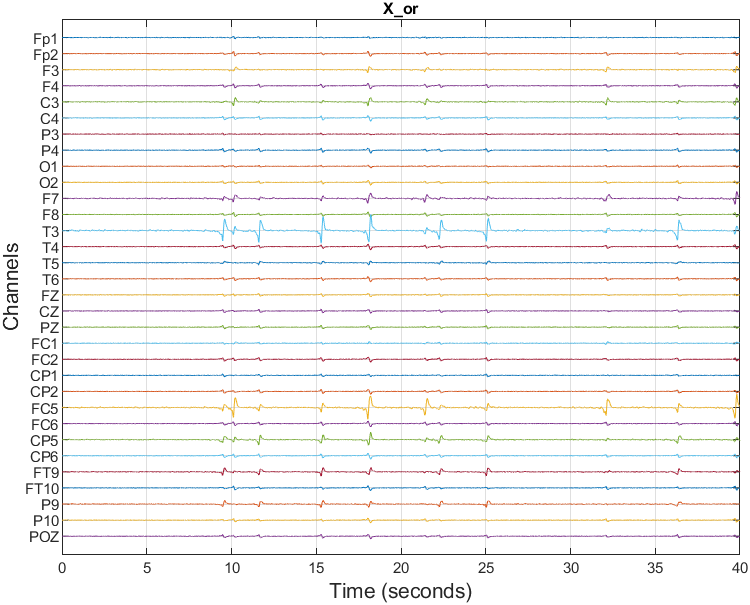 X_or
Fp1
Fp2
F3
F4
C3
C4
P3
P4
O1
O2
F7
F8
T3
T4
T5
T6
FZ
CZ
PZ
FC1
FC2
CP1
CP2
FC5
FC6
CP5
CP6
FT9
FT10
P9
P10
POZ
Channels
0 5 10 15 20 25 30 35 40
Time (seconds)